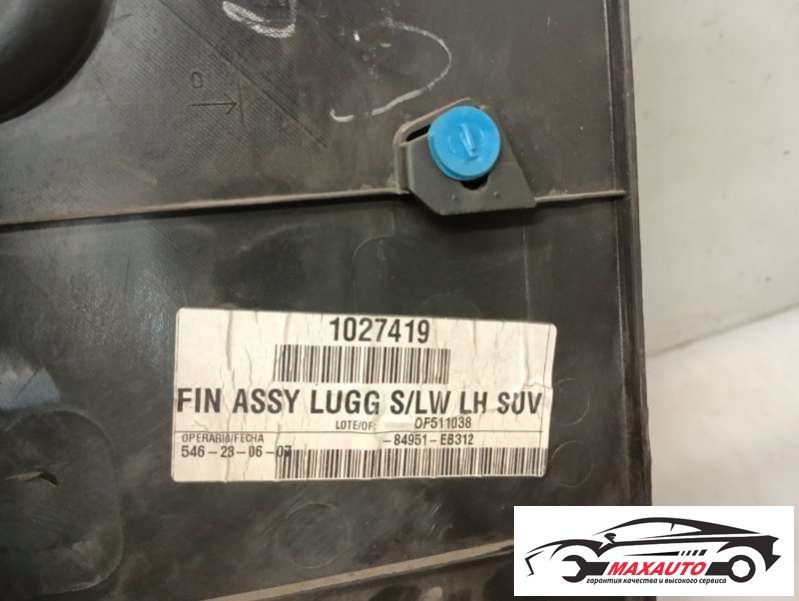 D
1027419
FIN ASSY LUGG S/LW LH SUV
LOTE/OF: OF511038
OPERARIO/FECHA -84951-EB312
546-23-06-07
MAXAUTO
гарантия качества и высокого сервиса